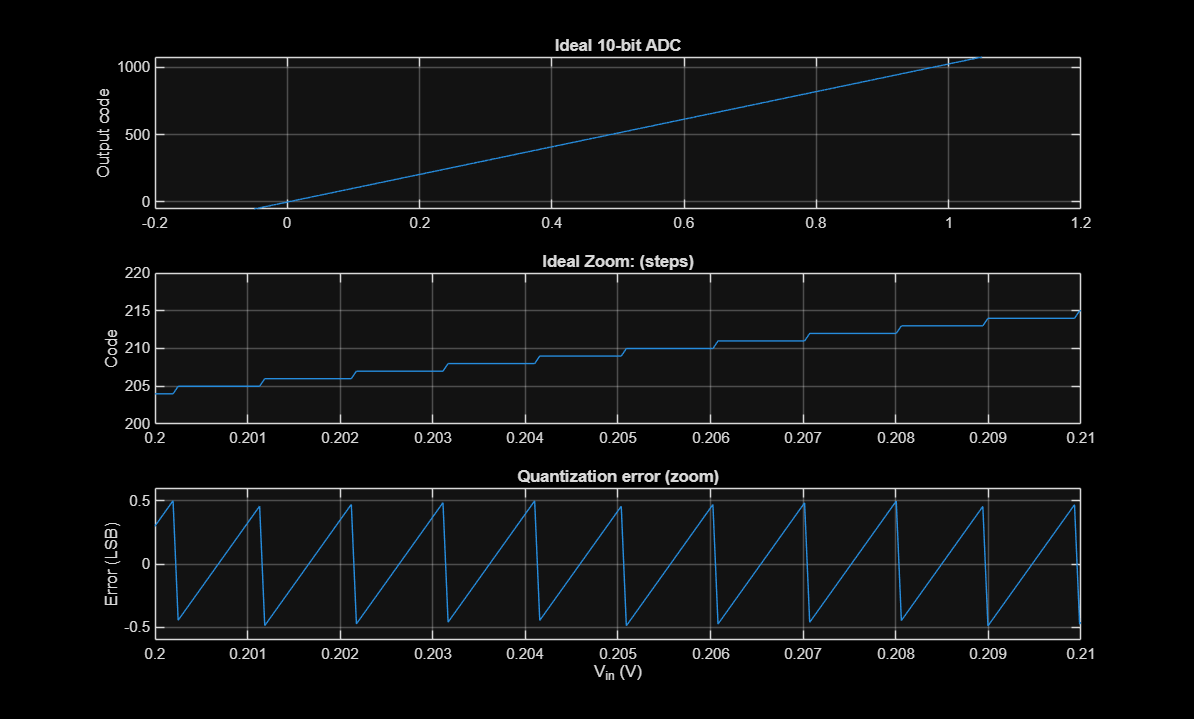 Ideal 10-bit ADC
1000
500
0
Output code
-0.2 0 0.2 0.4 0.6 0.8 1 1.2
Ideal Zoom: (steps)
220
215
210
205
200
Code
0.2 0.201 0.202 0.203 0.204 0.205 0.206 0.207 0.208 0.209 0.21
Quantization error (zoom)
0.5
0
-0.5
Error (LSB)
0.2 0.201 0.202 0.203 0.204 0.205 0.206 0.207 0.208 0.209 0.21
Vin (V)